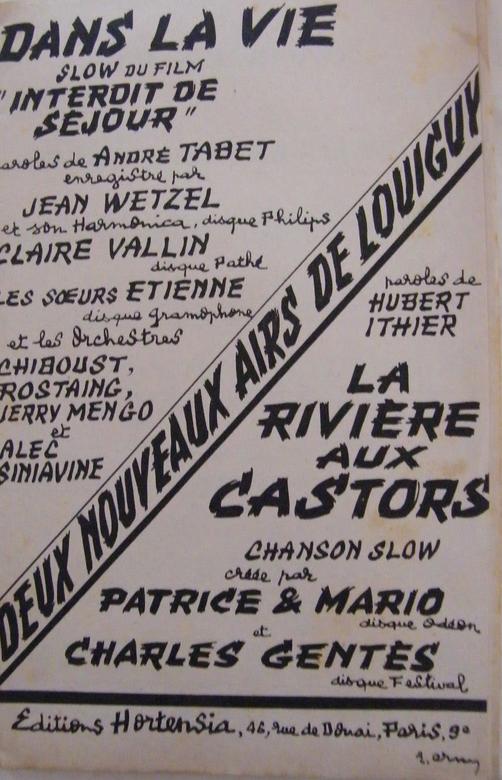 DANS LA VIE
SLOW DU FILM
"INTERDIT DE
SÉJOUR"
paroles de ANDRÉ TABET
enregistré par
JEAN WETZEL
et son Harmonica, disque Philips
CLAIRE VALLIN
disque Pathé
LES SŒURS ETIENNE
disque gramophone
et les Orchestres
CHIBOUST,
ROSTAING,
JERRY MENGO
et
ALEC
SINIAVINE
DEUX NOUVEAUX AIRS DE LOUIGUY
paroles de
HUBERT
ITHIER
LA
RIVIÈRE
AUX
CASTORS
CHANSON SLOW
créée par
PATRICE & MARIO
disque Odéon
et
CHARLES GENTÈS
disque Festival
Editions Hortensia, 46, rue de Douai, Paris, 9e